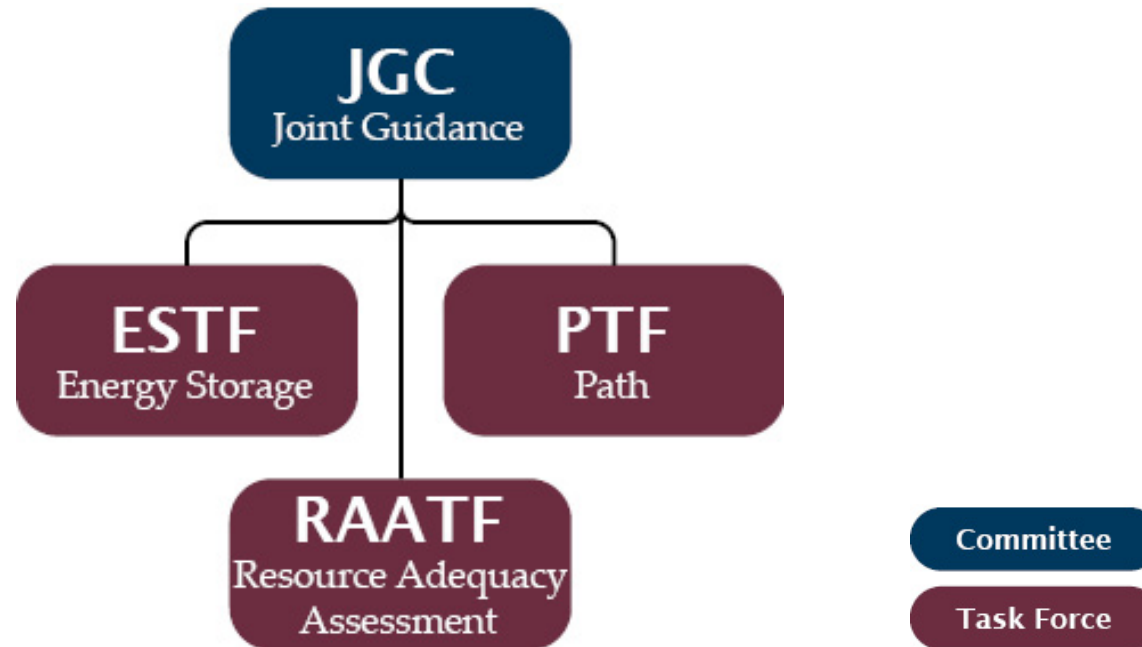 JGC
Joint Guidance
ESTF
Energy Storage
PTF
Path
RAATF
Resource Adequacy
Assessment
Committee
Task Force